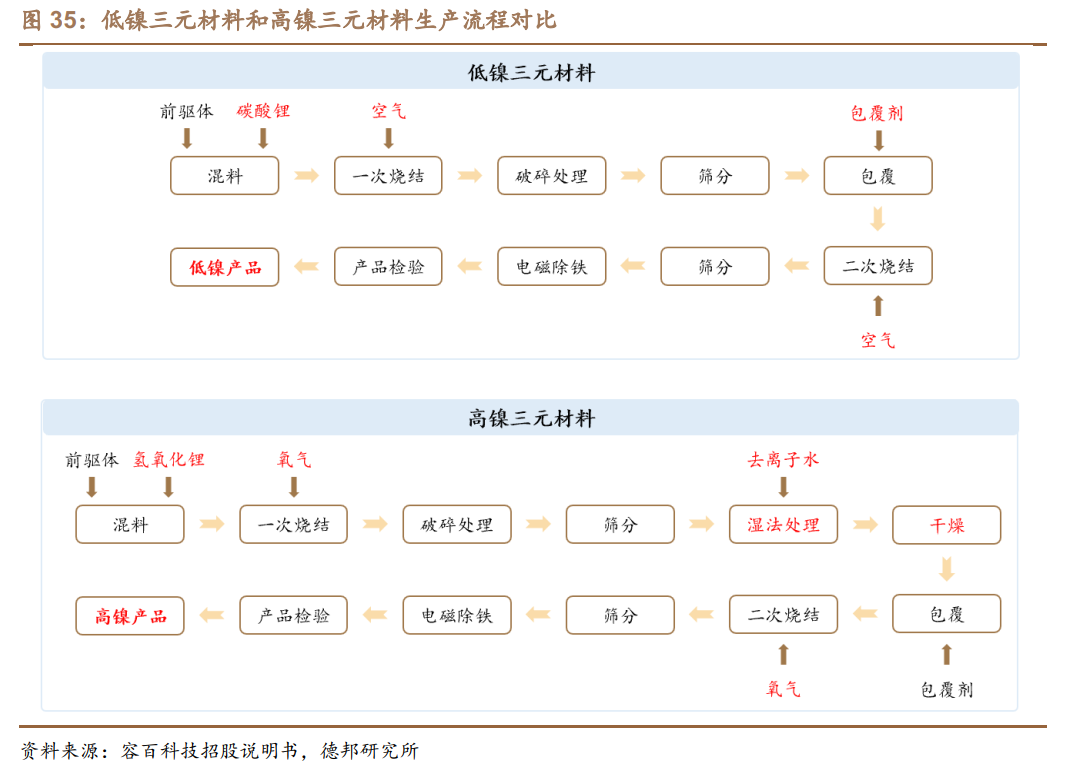 图 35：低镍三元材料和高镍三元材料生产流程对比
低镍三元材料
前驱体 碳酸锂 空气 包覆剂
混料 一次烧结 破碎处理 筛分 包覆
低镍产品 产品检验 电磁除铁 筛分 二次烧结
空气
高镍三元材料
前驱体 氢氧化锂 氧气 去离子水
混料 一次烧结 破碎处理 筛分 湿法处理 干燥
高镍产品 产品检验 电磁除铁 筛分 二次烧结 包覆
氧气 包覆剂
资料来源：容百科技招股说明书，德邦研究所